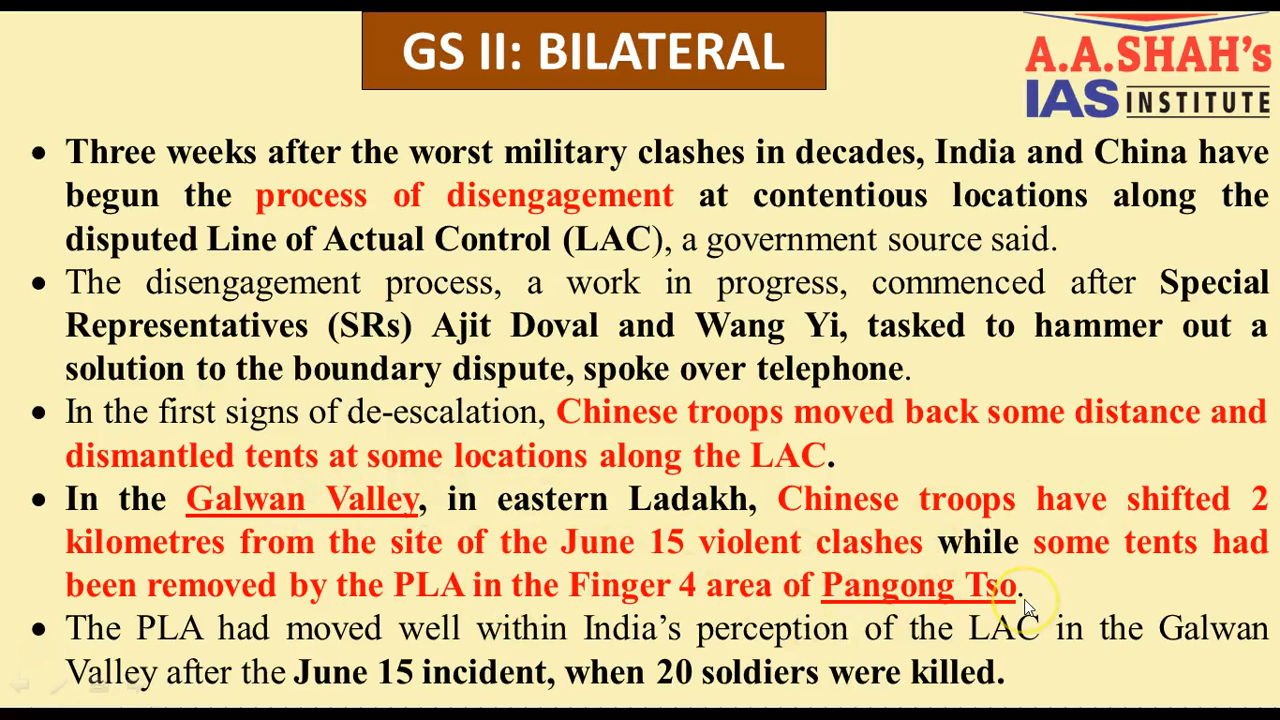 GS II: BILATERAL
A.A.SHAH's
IAS INSTITUTE
• Three weeks after the worst military clashes in decades, India and China have
begun the process of disengagement at contentious locations along the
disputed Line of Actual Control (LAC), a government source said.
• The disengagement process, a work in progress, commenced after Special
Representatives (SRs) Ajit Doval and Wang Yi, tasked to hammer out a
solution to the boundary dispute, spoke over telephone.
• In the first signs of de-escalation, Chinese troops moved back some distance and
dismantled tents at some locations along the LAC.
• In the Galwan Valley, in eastern Ladakh, Chinese troops have shifted 2
kilometres from the site of the June 15 violent clashes while some tents had
been removed by the PLA in the Finger 4 area of Pangong Tso.
• The PLA had moved well within India's perception of the LAC in the Galwan
Valley after the June 15 incident, when 20 soldiers were killed.